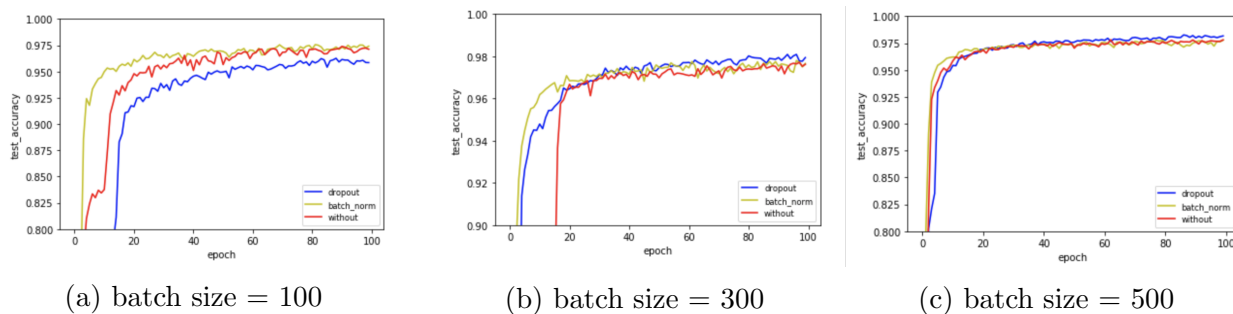 1.000
0.975
0.950
0.925
0.900
0.875
0.850
0.825
0.800
test_accuracy
0 20 40 60 80 100
epoch
dropout
batch_norm
without
(a) batch size = 100
1.00
0.98
0.96
0.94
0.92
0.90
test_accuracy
0 20 40 60 80 100
epoch
dropout
batch_norm
without
(b) batch size = 300
1.000
0.975
0.950
0.925
0.900
0.875
0.850
0.825
0.800
test_accuracy
0 20 40 60 80 100
epoch
dropout
batch_norm
without
(c) batch size = 500